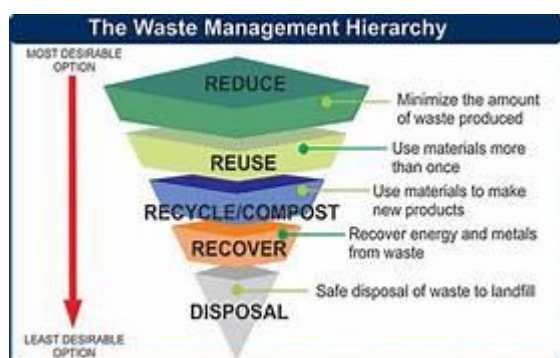 The Waste Management Hierarchy
MOST DESIRABLE
OPTION
REDUCE
Minimize the amount
of waste produced
REUSE
Use materials more
than once
RECYCLE/COMPOST
Use materials to make
new products
RECOVER
Recover energy and metals
from waste
DISPOSAL
Safe disposal of waste to landfill
LEAST DESIRABLE
OPTION